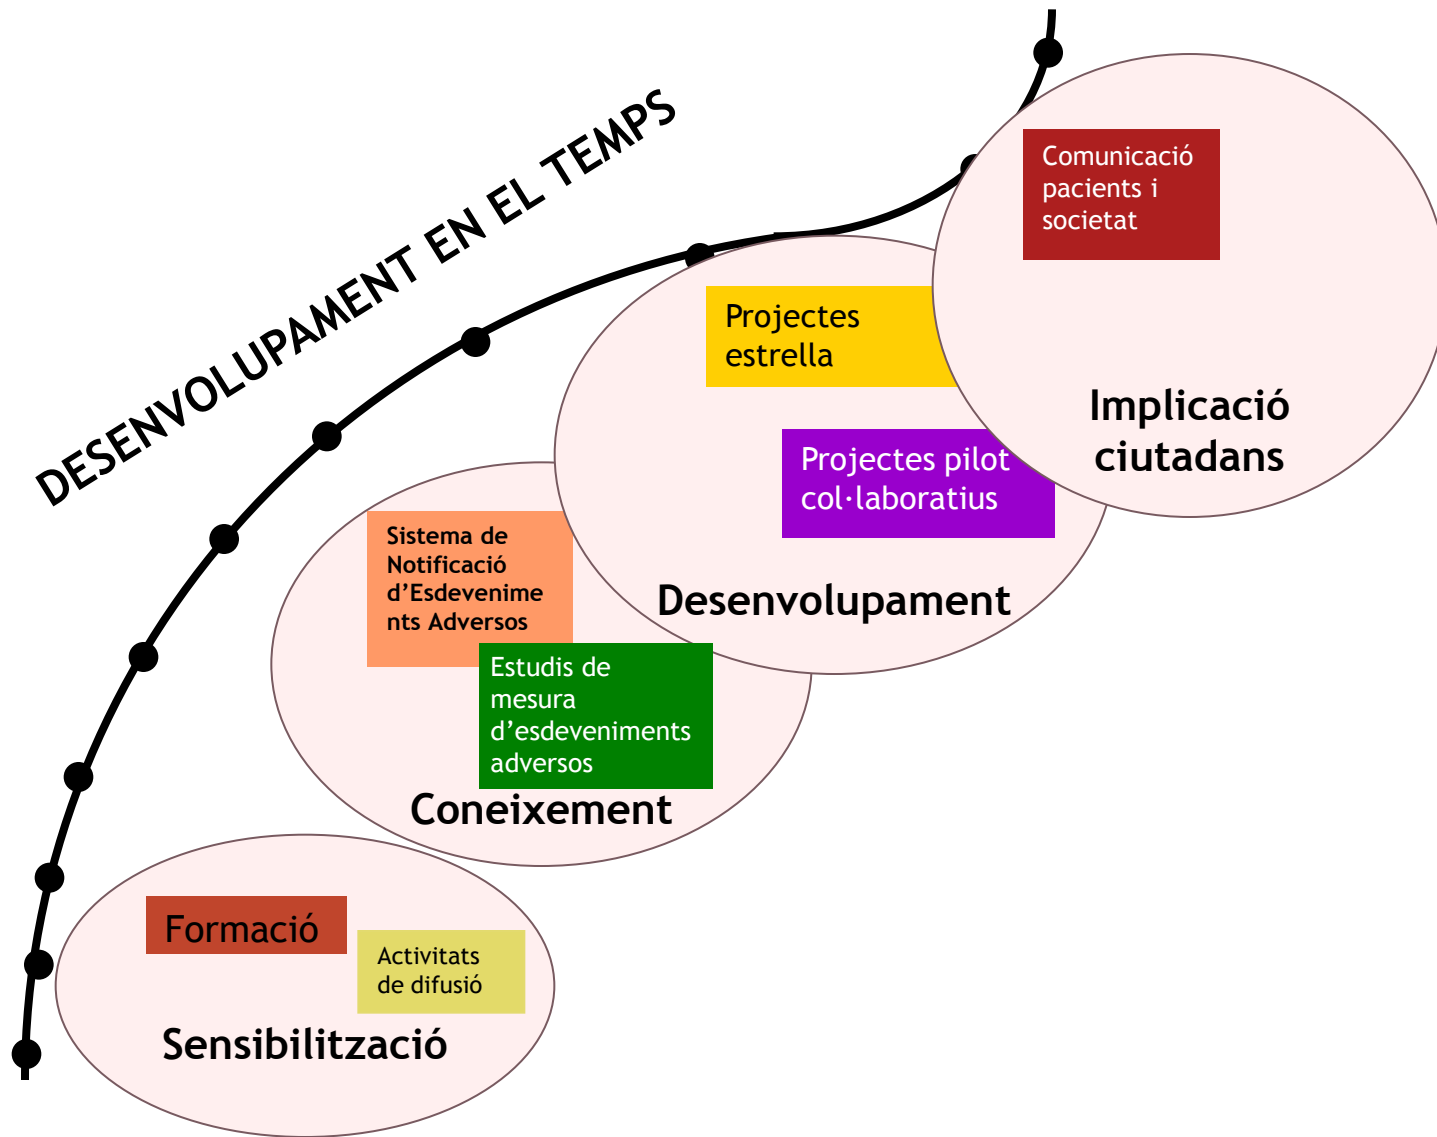 DESENVOLUPAMENT EN EL TEMPS
Comunicació
pacients i
societat
Implicació
ciutadans
Projectes
estrella
Projectes pilot
col·laboratius
Desenvolupament
Sistema de
Notificació
d’Esdevenime
nts Adversos
Estudis de
mesura
d’esdeveniments
adversos
Coneixement
Formació
Activitats
de difusió
Sensibilització